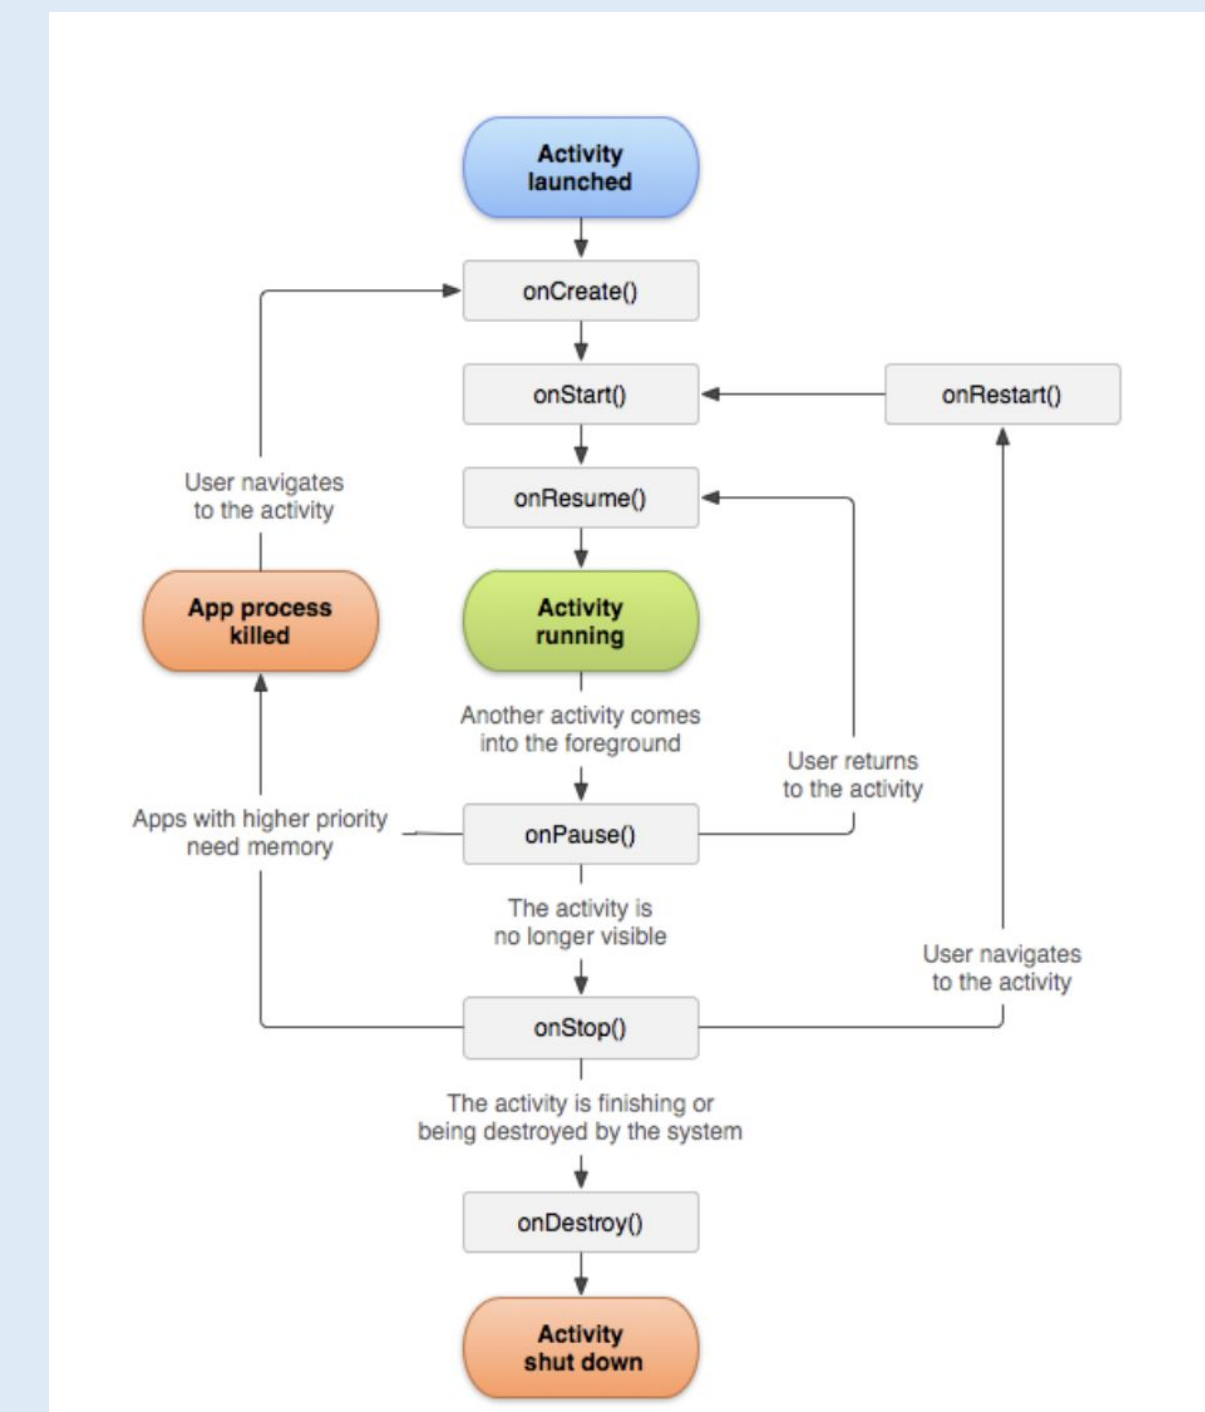 Activity
launched
onCreate()
onStart()
onRestart()
User navigates
to the activity
onResume()
App process
killed
Activity
running
Another activity comes
into the foreground
User returns
to the activity
Apps with higher priority
need memory
onPause()
The activity is
no longer visible
User navigates
to the activity
onStop()
The activity is finishing or
being destroyed by the system
onDestroy()
Activity
shut down